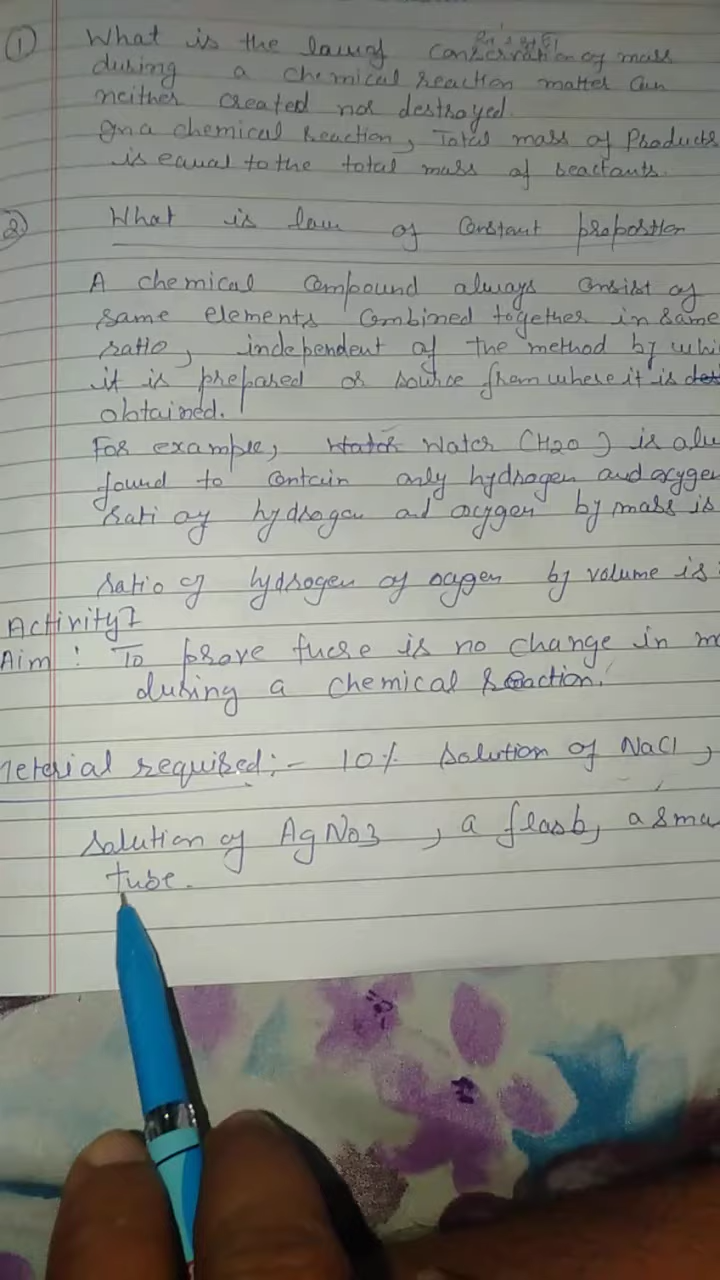 ① What is the law of conservation of mass
during a chemical reaction matter can
neither created nor destroyed.
In a chemical reaction, Total mass of Products
is equal to the total mass of reactants.
② What is law of constant proportion
A chemical compound always consist of
same elements combined together in same
ratio, independent of the method by whi
it is prepared or source from where it is
obtained.
For example, Water (H2O) is alw
found to contain only hydrogen and oxygen
rati oy hydrogen and oxygen by mass is
ratio of hydrogen of oxygen by volume is
Activity 7
Aim : To prove is no change in m
during a chemical reaction.
Meterial required :- 10% solution of NaCl,
solution of AgNo3, a flasb, a sma
tube.